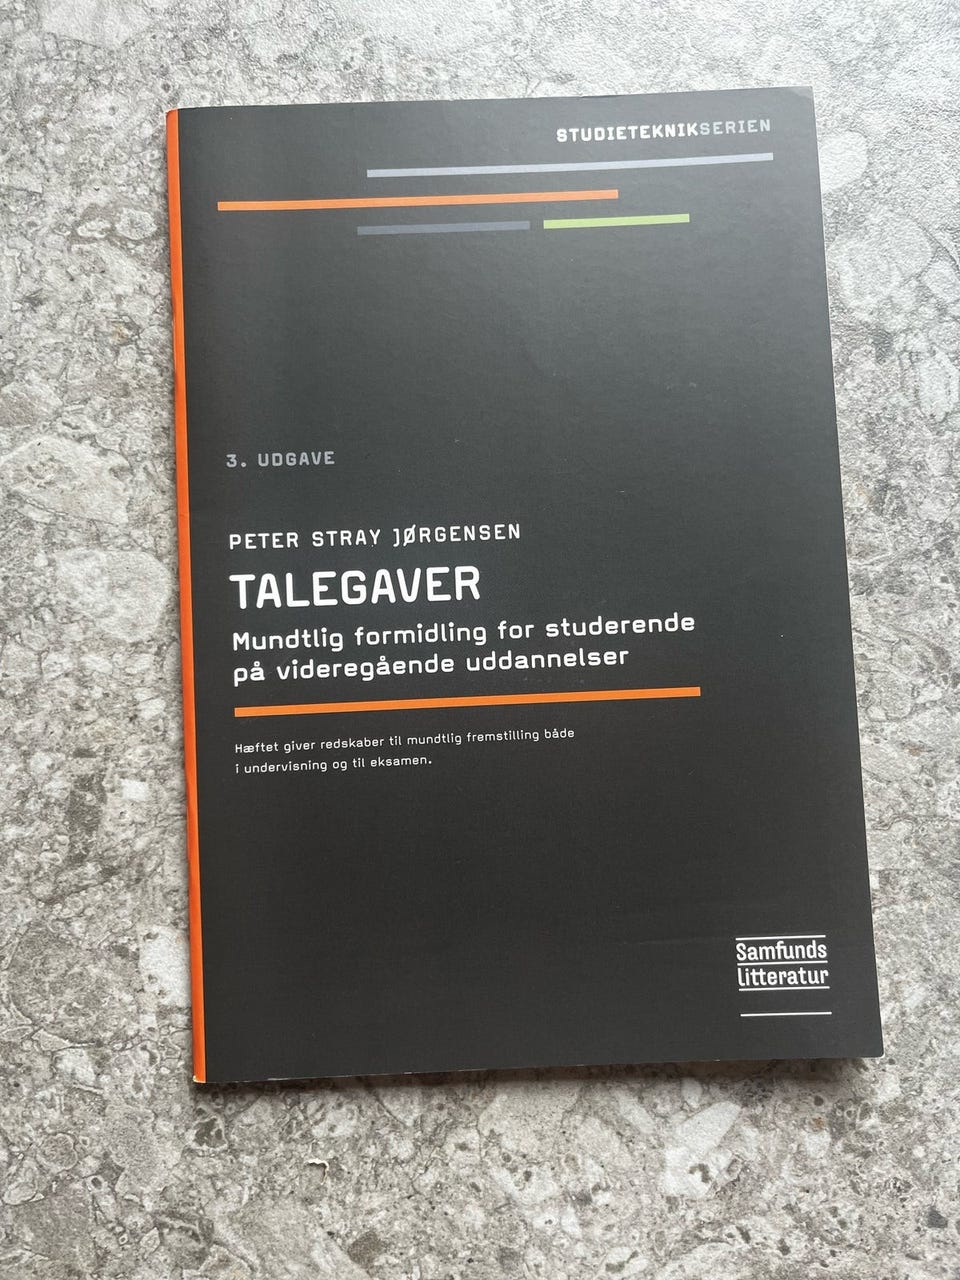 STUDIETEKNIKSERIEN
3. UDGAVE
PETER STRAY JØRGENSEN
TALEGAVER
Mundtlig formidling for studerende
på videregående uddannelser
Hæftet giver redskaber til mundtlig fremstilling både
i undervisning og til eksamen.
Samfunds
litteratur